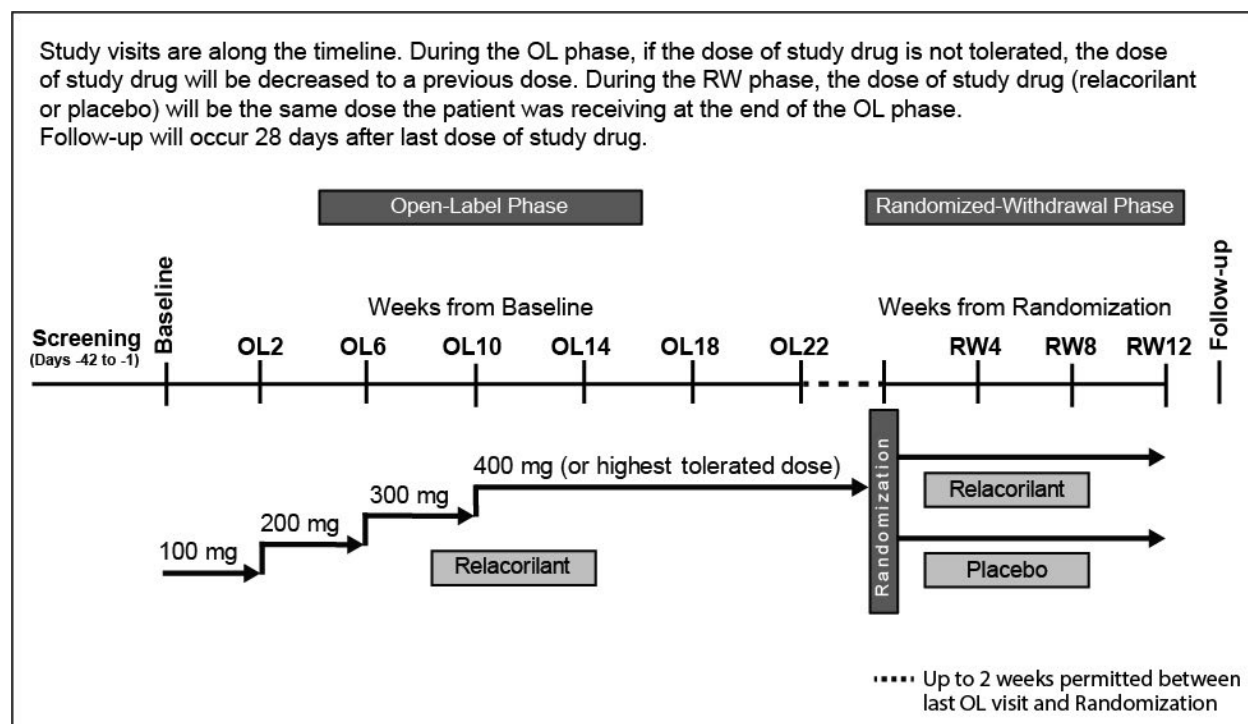 Study visits are along the timeline. During the OL phase, if the dose of study drug is not tolerated, the dose
of study drug will be decreased to a previous dose. During the RW phase, the dose of study drug (relacorilant
or placebo) will be the same dose the patient was receiving at the end of the OL phase.
Follow-up will occur 28 days after last dose of study drug.
Open-Label Phase
Randomized-Withdrawal Phase
Screening
(Days -42 to -1)
Baseline
Weeks from Baseline
OL2
OL6
OL10
OL14
OL18
OL22
Weeks from Randomization
RW4
RW8
RW12
Follow-up
100 mg
200 mg
300 mg
400 mg (or highest tolerated dose)
Relacorilant
Randomization
Relacorilant
Placebo
Up to 2 weeks permitted between
last OL visit and Randomization